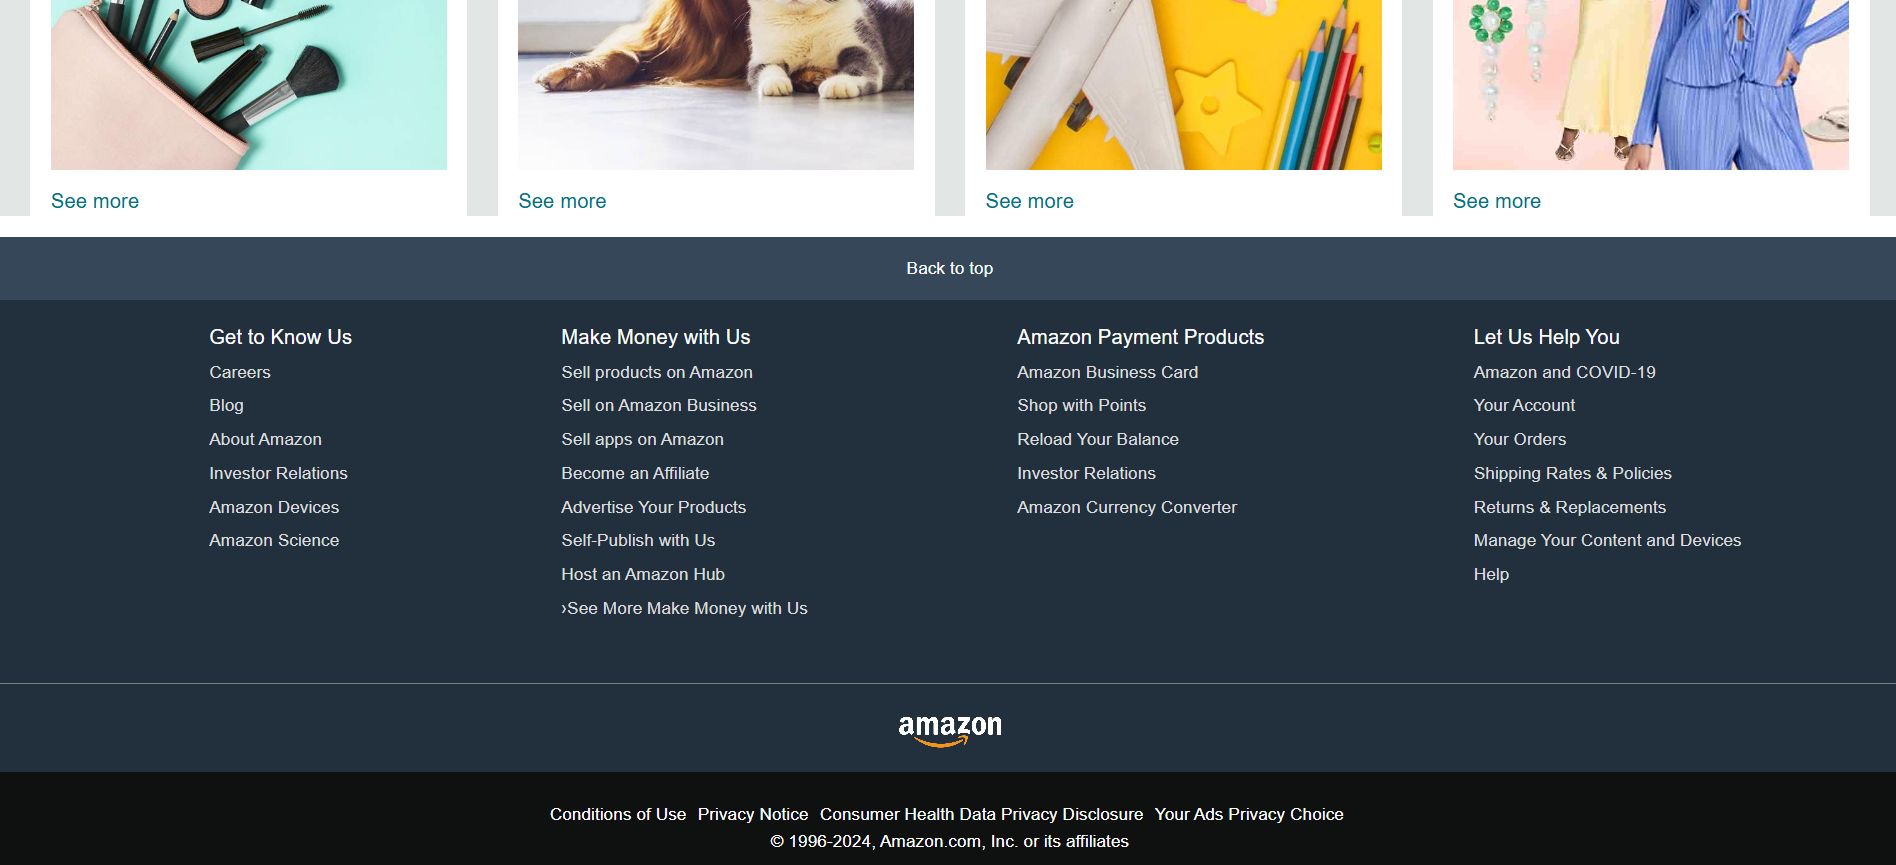 See more
See more
See more
See more
Back to top
Get to Know Us
Careers
Blog
About Amazon
Investor Relations
Amazon Devices
Amazon Science
Make Money with Us
Sell products on Amazon
Sell on Amazon Business
Sell apps on Amazon
Become an Affiliate
Advertise Your Products
Self-Publish with Us
Host an Amazon Hub
›See More Make Money with Us
Amazon Payment Products
Amazon Business Card
Shop with Points
Reload Your Balance
Investor Relations
Amazon Currency Converter
Let Us Help You
Amazon and COVID-19
Your Account
Your Orders
Shipping Rates & Policies
Returns & Replacements
Manage Your Content and Devices
Help
amazon
Conditions of Use Privacy Notice Consumer Health Data Privacy Disclosure Your Ads Privacy Choice
© 1996-2024, Amazon.com, Inc. or its affiliates